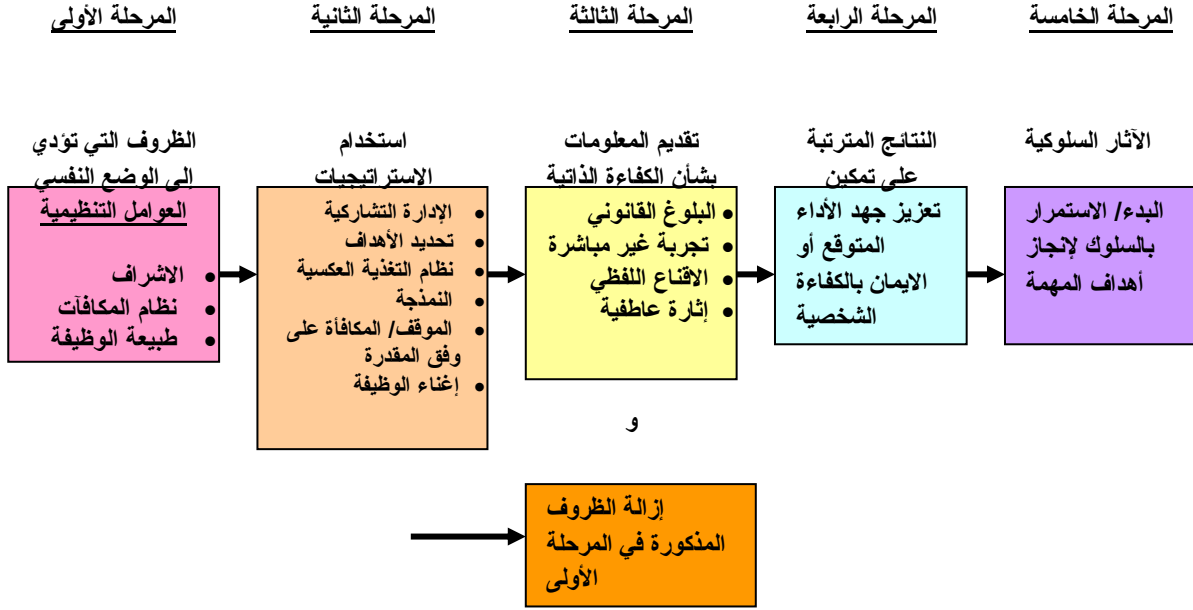 المرحلة الأولى
المرحلة الثانية
المرحلة الثالثة
المرحلة الرابعة
المرحلة الخامسة
الظروف التي تؤدي
إلى الوضع النفسي
العوامل التنظيمية
• الاشراف
• نظام المكافآت
• طبيعة الوظيفة
استخدام
الاستراتيجيات
• الإدارة التشاركية
• تحديد الأهداف
• نظام التغذية العكسية
• النمذجة
• الموقف/ المكافأة على
وفق المقدرة
• إغناء الوظيفة
تقديم المعلومات
بشأن الكفاءة الذاتية
• البلوغ القانوني
• تجربة غير مباشرة
• الاقناع اللفظي
• إثارة عاطفية
و
إزالة الظروف
المذكورة في المرحلة
الأولى
النتائج المترتبة
على تمكين
تعزيز جهد الأداء
المتوقع أو
الايمان بالكفاءة
الشخصية
الآثار السلوكية
البدء/ الاستمرار
بالسلوك لإنجاز
أهداف المهمة